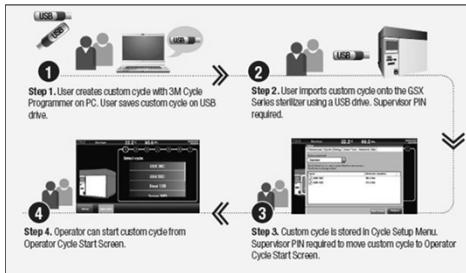 USB
USB
USB
USB
1
2
Step 1. User creates custom cycle with 3M Cycle
Programmer on PC. User saves custom cycle on USB
drive.
Step 2. User imports custom cycle onto the GSX
Series sterilizer using a USB drive. Supervisor PIN
required.
Select cycle
4
3
Step 4. Operator can start custom cycle from
Operator Cycle Start Screen.
Step 3. Custom cycle is stored in Cycle Setup Menu.
Supervisor PIN required to move custom cycle to Operator
Cycle Start Screen.